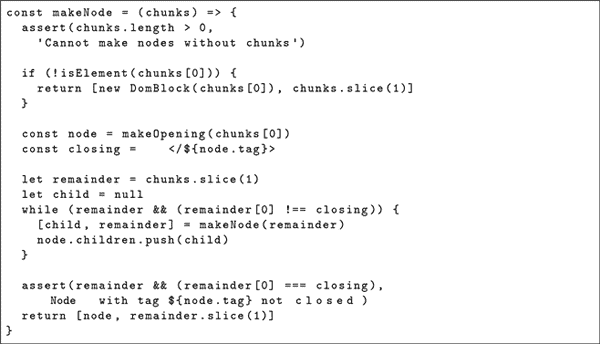 const makeNode = (chunks) => {
  assert(chunks.length > 0,
    'Cannot make nodes without chunks')

  if (!isElement(chunks[0])) {
    return [new DomBlock(chunks[0]), chunks.slice(1)]
  }

  const node = makeOpening(chunks[0])
  const closing =    </${node.tag}>

  let remainder = chunks.slice(1)
  let child = null
  while (remainder && (remainder[0] !== closing)) {
    [child, remainder] = makeNode(remainder)
    node.children.push(child)
  }

  assert(remainder && (remainder[0] === closing),
      Node   with tag ${node.tag} not closed )
  return [node, remainder.slice(1)]
}